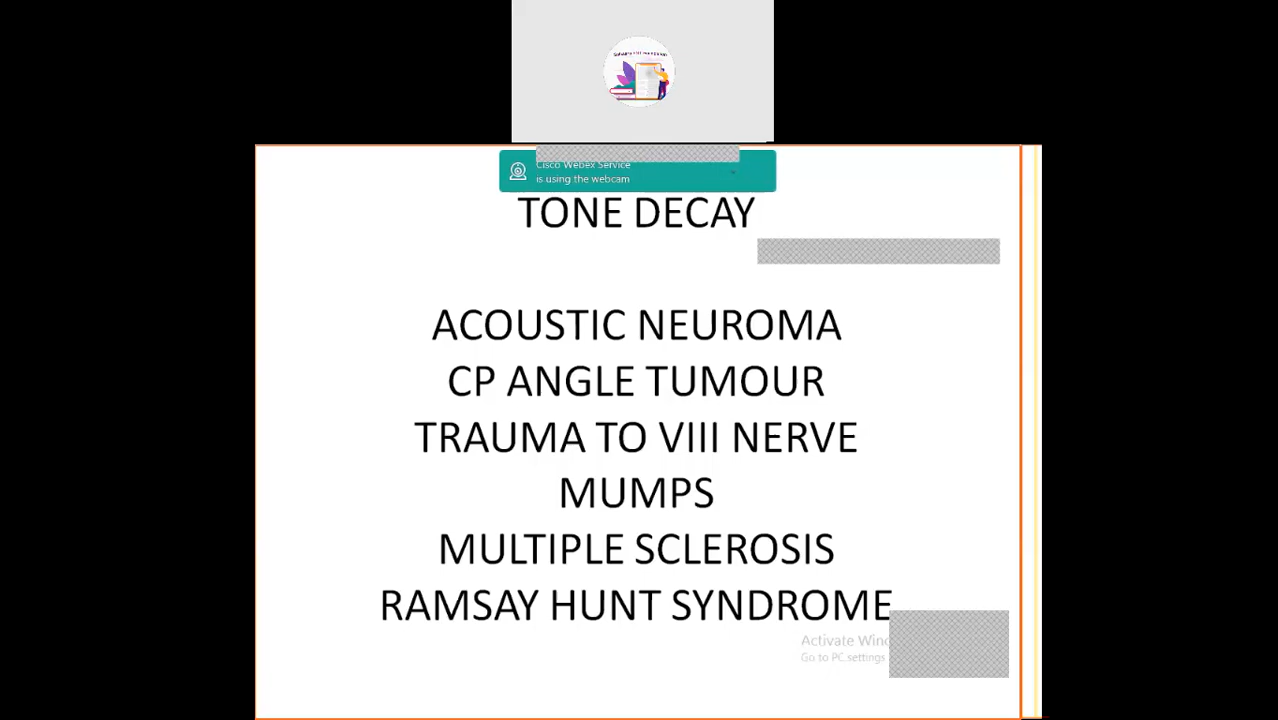 Cisco Webex Service
is using the webcam
TONE DECAY
ACOUSTIC NEUROMA
CP ANGLE TUMOUR
TRAUMA TO VIII NERVE
MUMPS
MULTIPLE SCLEROSIS
RAMSAY HUNT SYNDROME
Activate
Go to PC settings